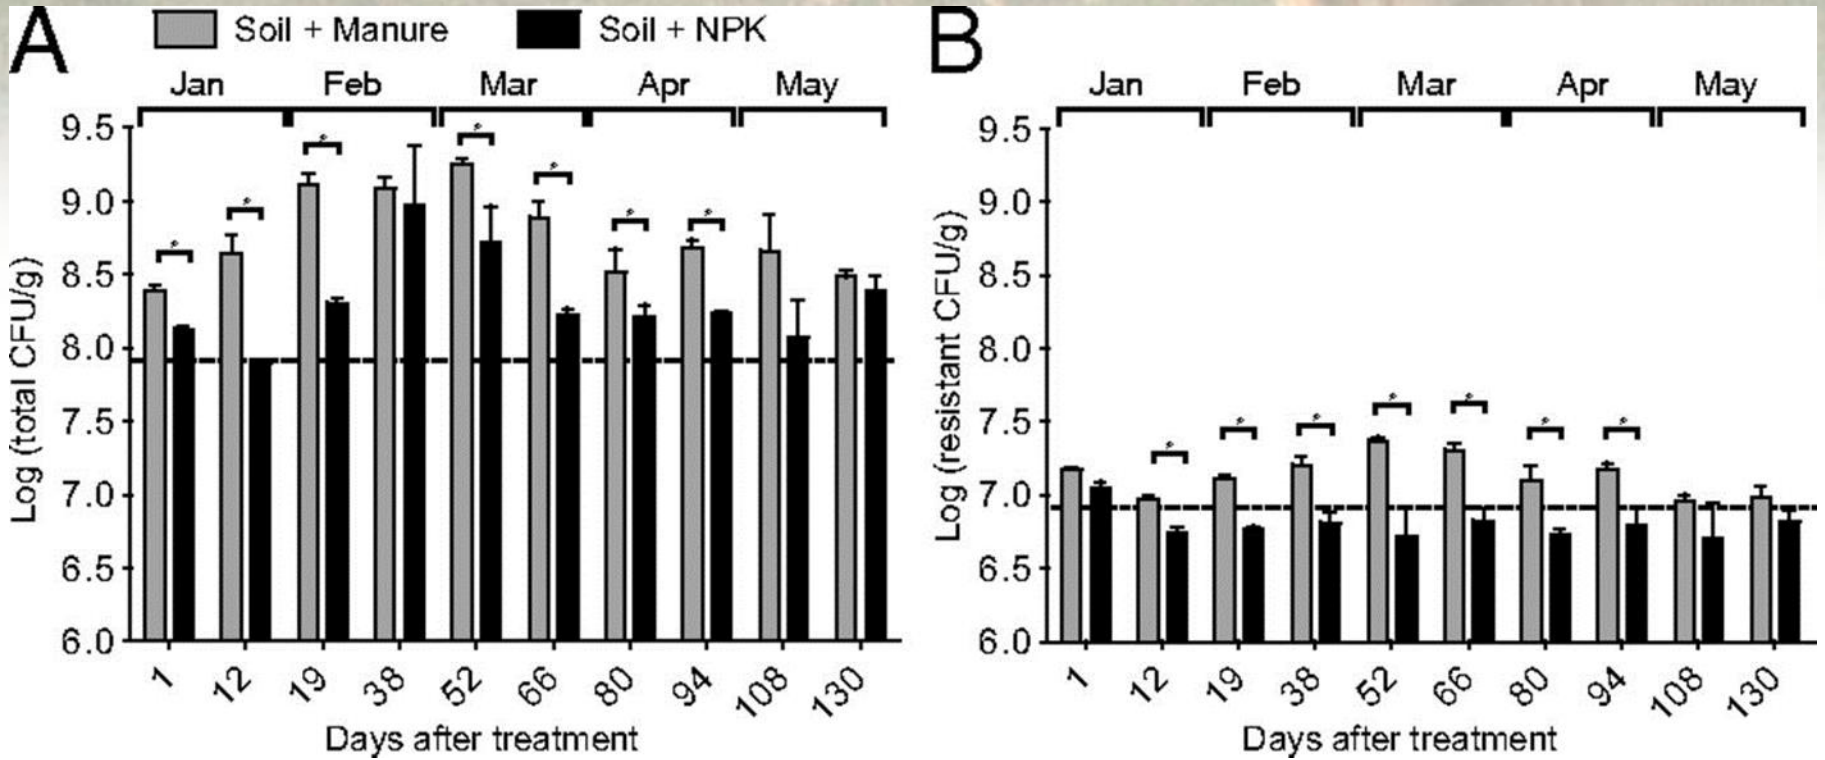 A
Soil + Manure
Soil + NPK
Jan Feb Mar Apr May
Log (total CFU/g)
9.5
9.0
8.5
8.0
7.5
7.0
6.5
6.0
1 12 19 38 52 66 80 94 108 130
Days after treatment
B
Jan Feb Mar Apr May
Log (resistant CFU/g)
9.5
9.0
8.5
8.0
7.5
7.0
6.5
6.0
1 12 19 38 52 66 80 94 108 130
Days after treatment